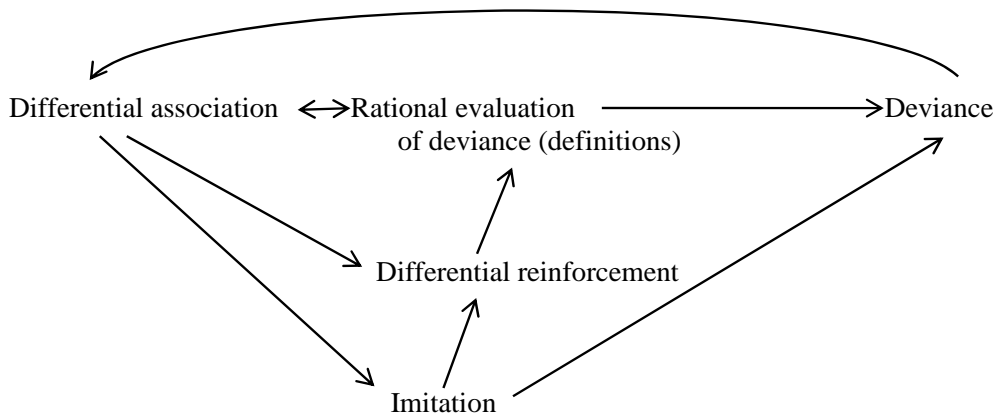 Differential association
Rational evaluation
of deviance (definitions)
Deviance
Differential reinforcement
Imitation